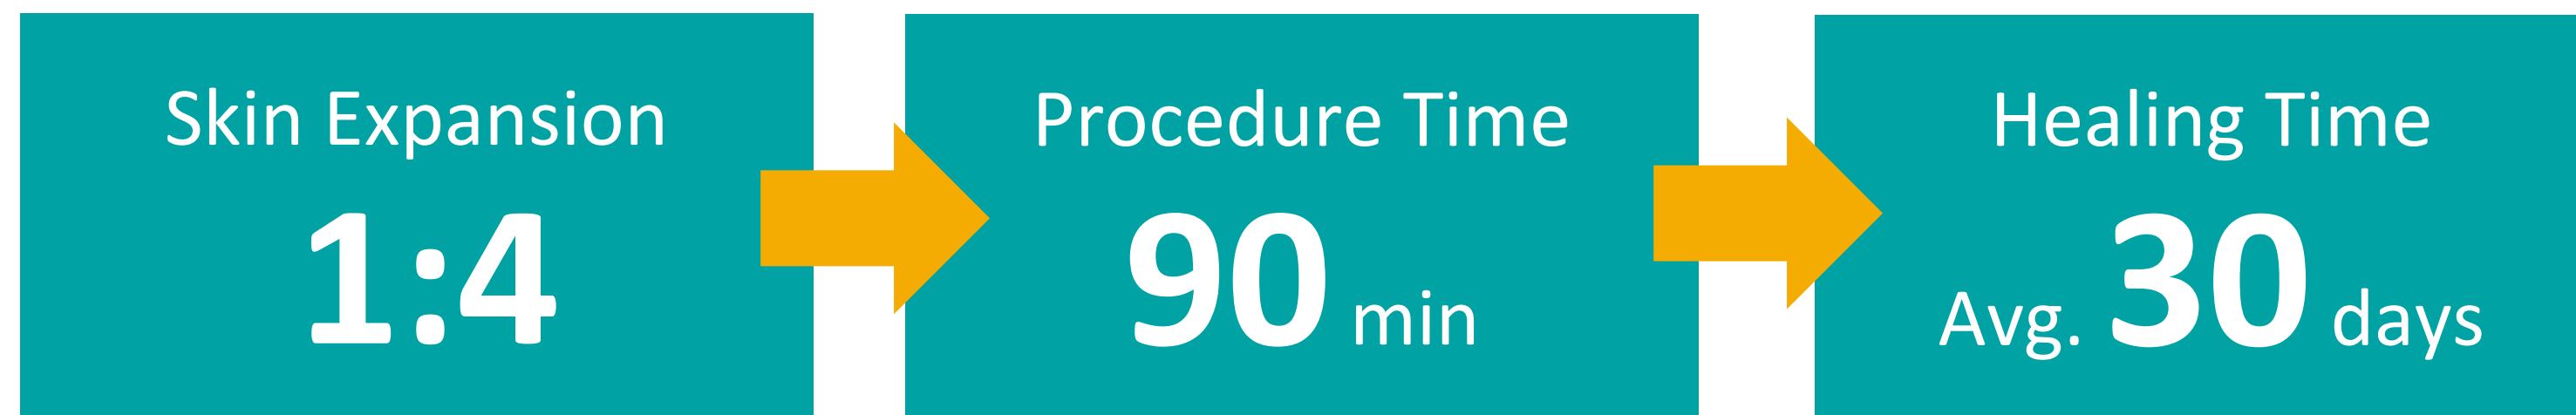 Skin Expansion
1:4
Procedure Time
90 min
Healing Time
Avg. 30 days